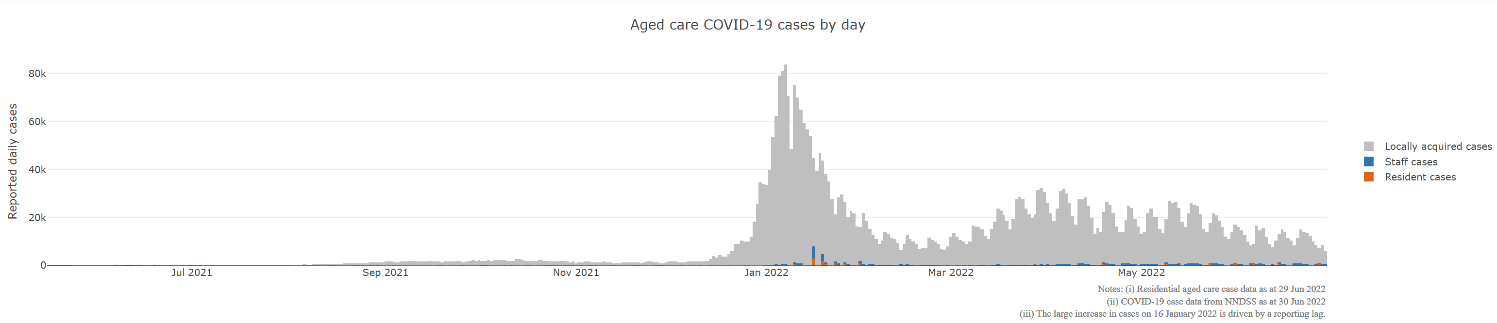 Aged care COVID-19 cases by day
Reported daily cases
80k
60k
40k
20k
0
Jul 2021
Sep 2021
Nov 2021
Jan 2022
Mar 2022
May 2022
Locally acquired cases
Staff cases
Resident cases
Notes: (i) Residential aged care case data as at 29 Jun 2022
(ii) COVID-19 case data from NNDSS as at 30 Jun 2022
(iii) The large increase in cases on 16 January 2022 is driven by a reporting lag.